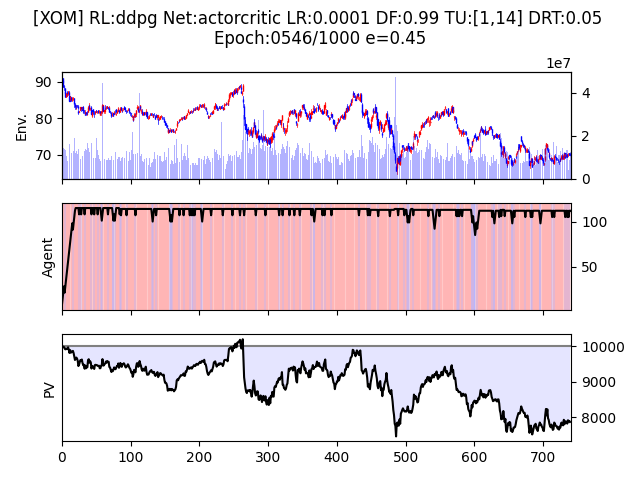 [XOM] RL:ddpg Net:actorcritic LR:0.0001 DF:0.99 TU:[1,14] DRT:0.05
Epoch:0546/1000 e=0.45
1e7
Env.
90
80
70
4
2
0
Agent
100
50
PV
10000
9000
8000
0 100 200 300 400 500 600 700